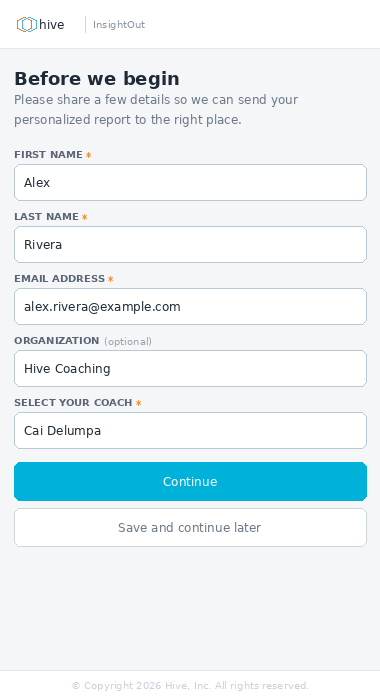 hive InsightOut
Before we begin
Please share a few details so we can send your
personalized report to the right place.
FIRST NAME *
Alex
LAST NAME *
Rivera
EMAIL ADDRESS *
alex.rivera@example.com
ORGANIZATION (optional)
Hive Coaching
SELECT YOUR COACH *
Cai Delumpa
Continue
Save and continue later
© Copyright 2026 Hive, Inc. All rights reserved.